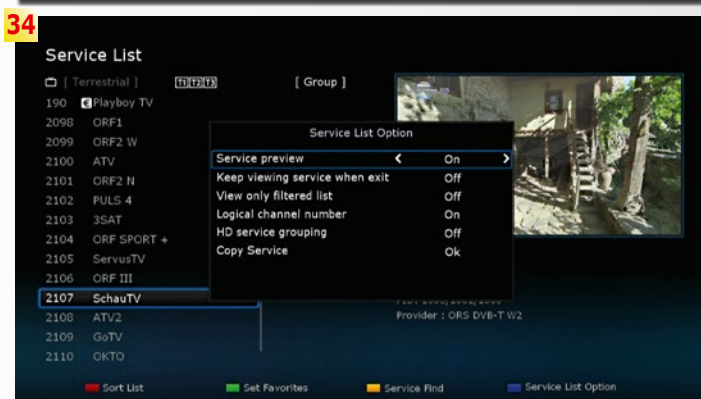 34
Service List
[ Terrestrial ] T1 T2 T3 [ Group ]
190 € Playboy TV
2098 ORF1
2099 ORF2 W
2100 ATV
2101 ORF2 N
2102 PULS 4
2103 3SAT
2104 ORF SPORT +
2105 ServusTV
2106 ORF III
2107 SchauTV
2108 ATV2
2109 GoTV
2110 OKTO
Service List Option
Service preview < On >
Keep viewing service when exit Off
View only filtered list Off
Logical channel number On
HD service grouping Off
Copy Service Ok
Provider : ORS DVB-T W2
Sort List Set Favorites Service Find Service List Option